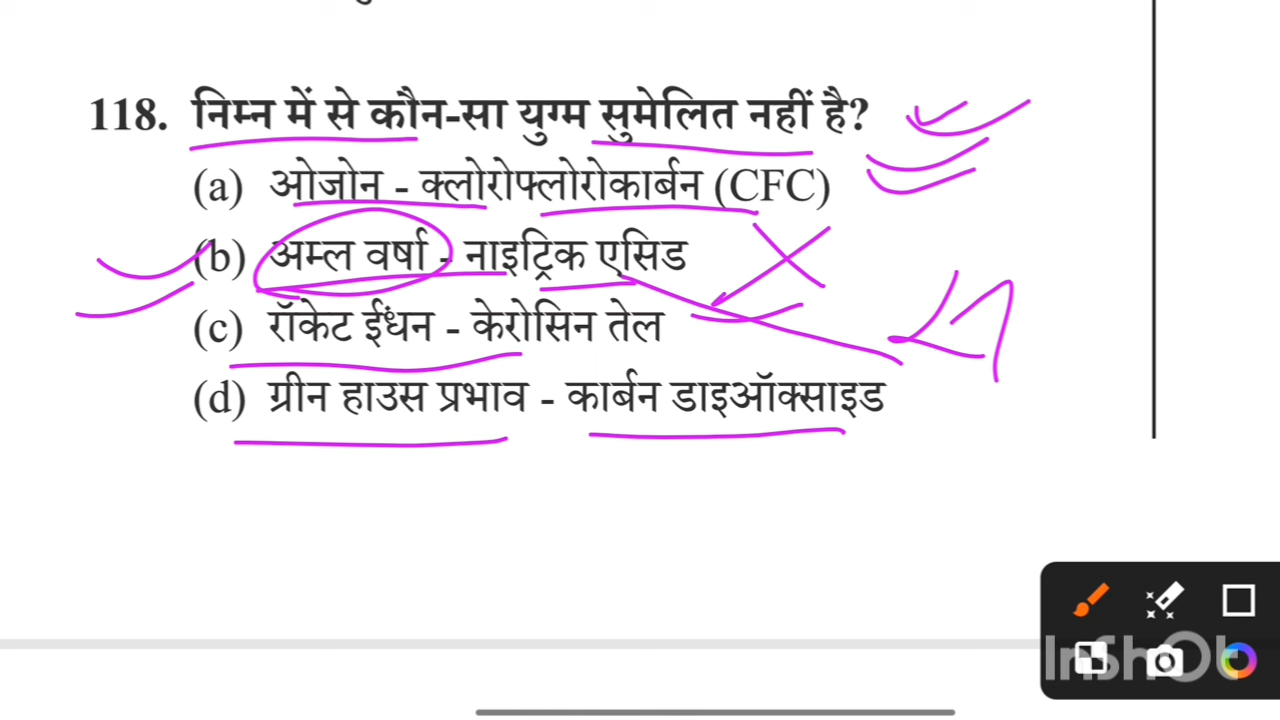 118. निम्न में से कौन-सा युग्म सुमेलित नहीं है?
(a) ओजोन - क्लोरोफ्लोरोकार्बन (CFC)
(b) अम्ल वर्षा - नाइट्रिक एसिड
(c) रॉकेट ईंधन - केरोसिन तेल
(d) ग्रीन हाउस प्रभाव - कार्बन डाइऑक्साइड
InShOt